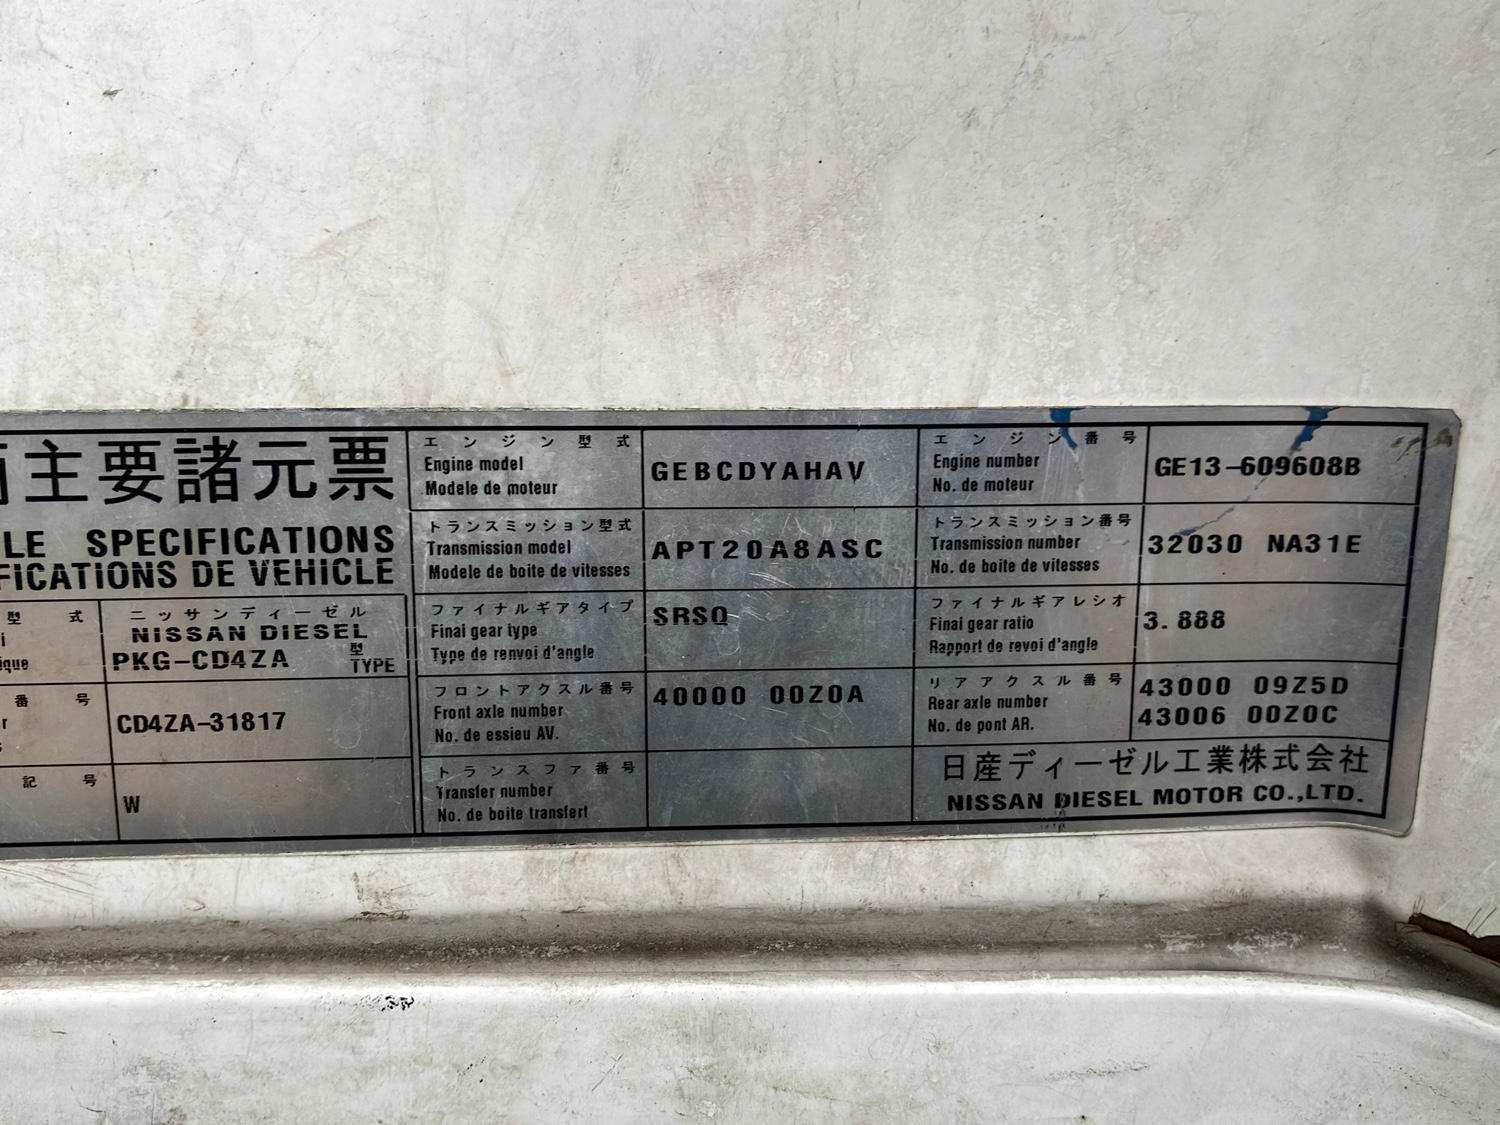 主要諸元票
LE SPECIFICATIONS
FICATIONS DE VEHICLE
型 式
ique
ニッサンディーゼル
NISSAN DIESEL
PKG-CD4ZA 型
TYPE
番 号
CD4ZA-31817
記 号
W
エンジン型式
Engine model
Modele de moteur
GEBCDYAHAV
エンジン番号
Engine number
No. de moteur
GE13-609608B
トランスミッション型式
Transmission model
Modele de boite de vitesses
APT20A8ASC
トランスミッション番号
Transmission number
No. de boite de vitesses
32030 NA31E
ファイナルギアタイプ
Final gear type
Type de renvoi d'angle
SRSQ
ファイナルギアレシオ
Final gear ratio
Rapport de revoi d'angle
3.888
フロントアクスル番号
Front axle number
No. de essieu AV.
40000 00Z0A
リアアクスル番号
Rear axle number
No. de pont AR.
43000 09Z5D
43006 00Z0C
トランスファ番号
Transfer number
No. de boite transfert
日産ディーゼル工業株式会社
NISSAN DIESEL MOTOR CO.,LTD.